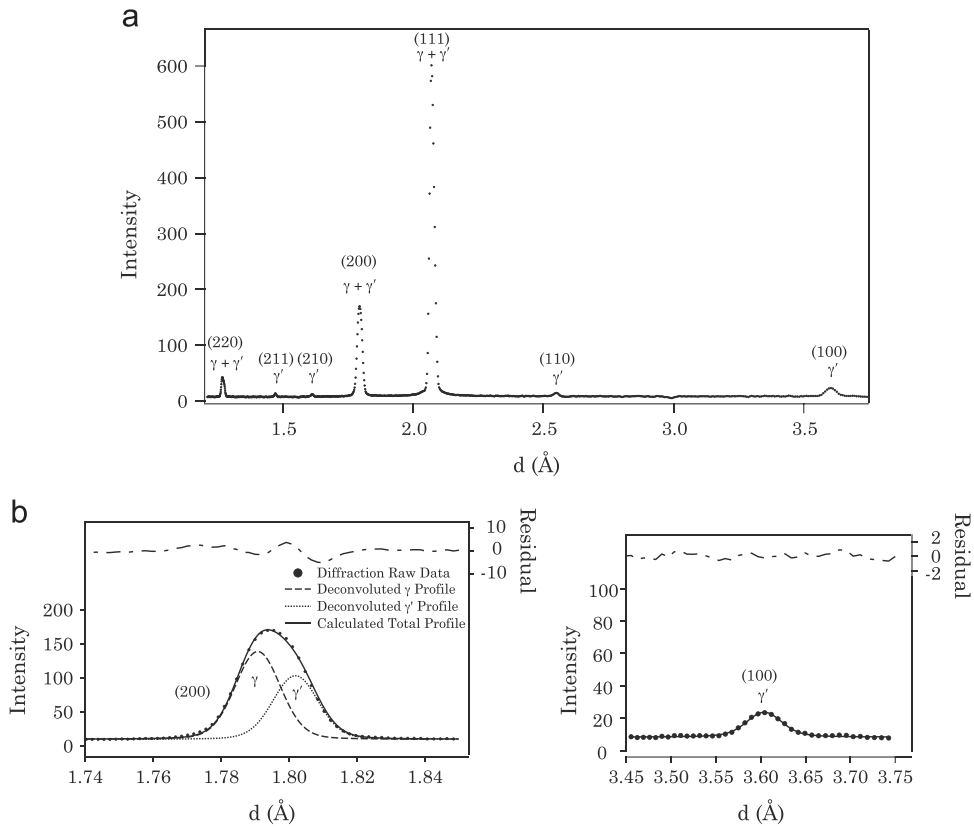 a
(111)
γ + γ′
600
500
400
300
200
100
0
Intensity
(200)
γ + γ′
(220)
γ + γ′
(211)
γ′
(210)
γ′
(110)
γ′
(100)
γ′
1.5
2.0
2.5
3.0
3.5
d (Å)
b
10
0
-10
Residual
Diffraction Raw Data
Deconvoluted γ Profile
Deconvoluted γ′ Profile
Calculated Total Profile
200
150
100
50
0
Intensity
(200)
γ
γ′
1.74
1.76
1.78
1.80
1.82
1.84
d (Å)
2
0
-2
Residual
100
80
60
40
20
0
Intensity
(100)
γ′
3.45
3.50
3.55
3.60
3.65
3.70
3.75
d (Å)